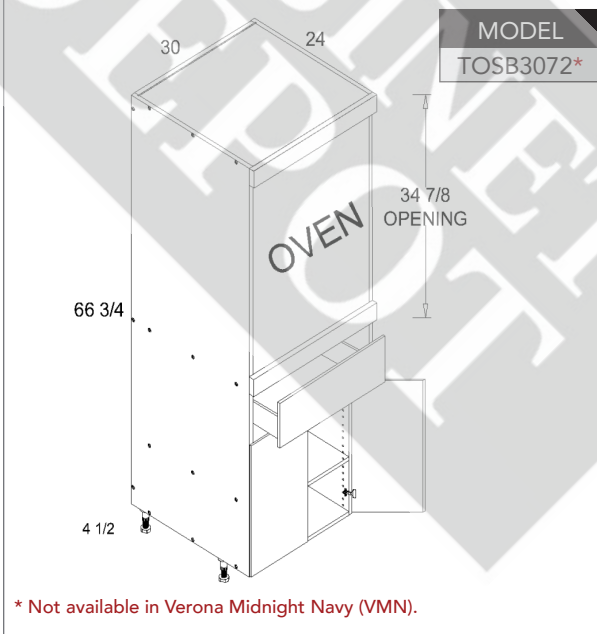 MODEL
TOSB3072*
30
24
34 7/8
OPENING
OVEN
66 3/4
4 1/2
* Not available in Verona Midnight Navy (VMN).